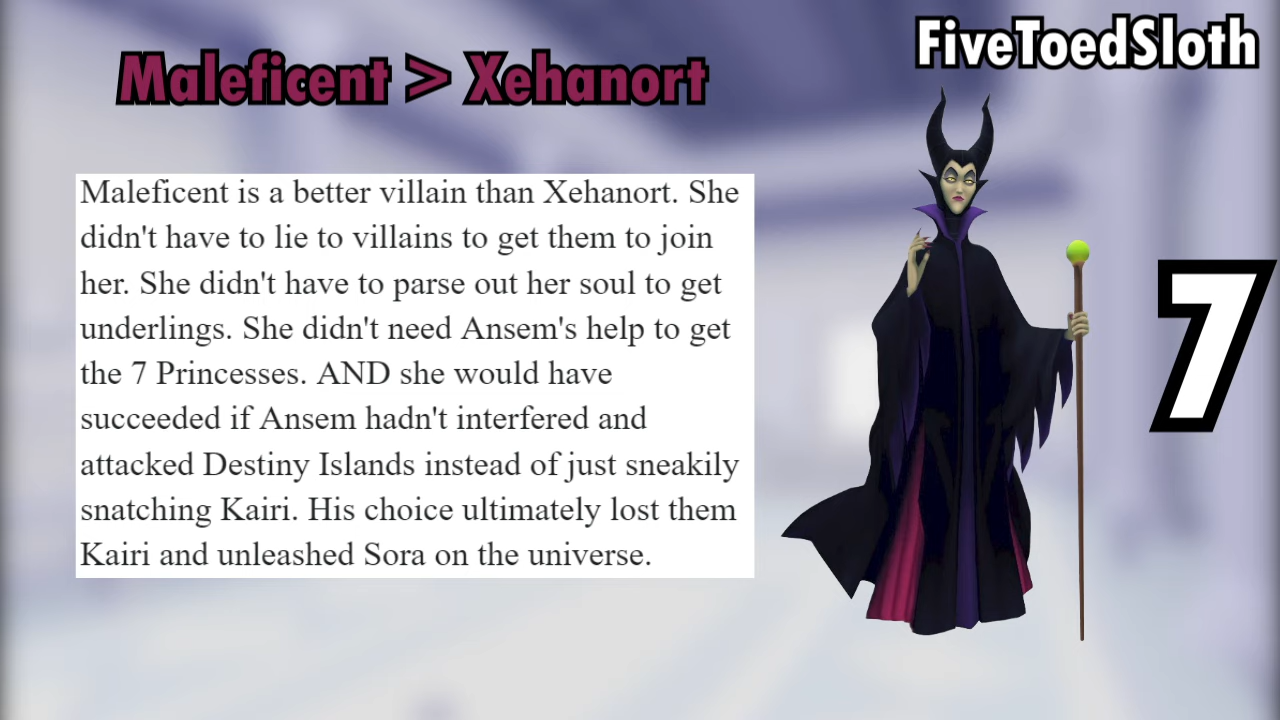 FiveToedSloth
Maleficent > Xehanort
Maleficent is a better villain than Xehanort. She
didn't have to lie to villains to get them to join
her. She didn't have to parse out her soul to get
underlings. She didn't need Ansem's help to get
the 7 Princesses. AND she would have
succeeded if Ansem hadn't interfered and
attacked Destiny Islands instead of just sneakily
snatching Kairi. His choice ultimately lost them
Kairi and unleashed Sora on the universe.
7